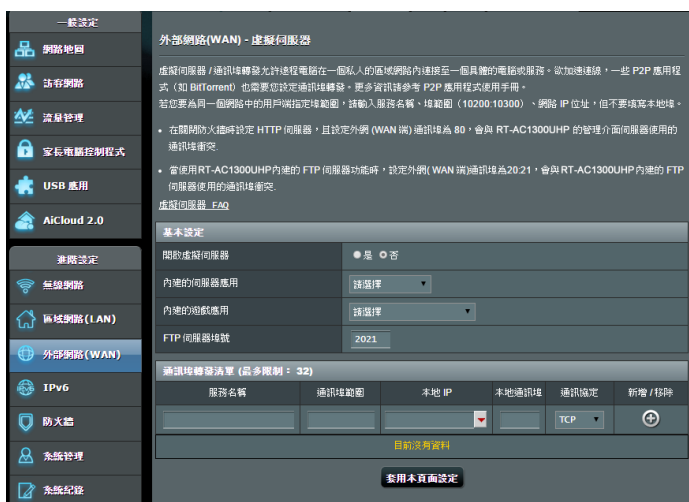 一般設定
網路地圖
訪客網路
流量管理
家長電腦控制程式
USB 應用
AiCloud 2.0
進階設定
無線網路
區域網路(LAN)
外部網路(WAN)
IPv6
防火牆
系統管理
系統紀錄
外部網路(WAN) - 虛擬伺服器
虛擬伺服器 / 通訊埠轉發允許遠程電腦在一個私人的區域網路內連接至一個具體的電腦或服務。欲加速連線，一些 P2P 應用程
式（如 BitTorrent）也需要您設定通訊埠轉發。更多資訊請參考 P2P 應用程式使用手冊。
若您要為同一個網路中的用戶端指定埠範圍，請輸入服務名稱、埠範圍（10200:10300）、網路 IP 位址，但不要填寫本地埠。
• 在關閉防火牆時設定 HTTP 伺服器，且設定外網 (WAN 端) 通訊埠為 80，會與 RT-AC1300UHP 的管理介面伺服器使用的
通訊埠衝突.
• 當使用RT-AC1300UHP內建的 FTP 伺服器功能時，設定外網( WAN 端)通訊埠為20:21，會與RT-AC1300UHP內建的 FTP
伺服器使用的通訊埠衝突.
虛擬伺服器 FAQ
基本設定
開啟虛擬伺服器 是 否
內建的伺服器應用 請選擇
內建的遊戲應用 請選擇
FTP 伺服器埠號 2021
通訊埠轉發清單 (最多限制： 32)
服務名稱 通訊埠範圍 本地 IP 本地通訊埠 通訊協定 新增 / 移除
TCP
目前沒有資料
套用本頁面設定